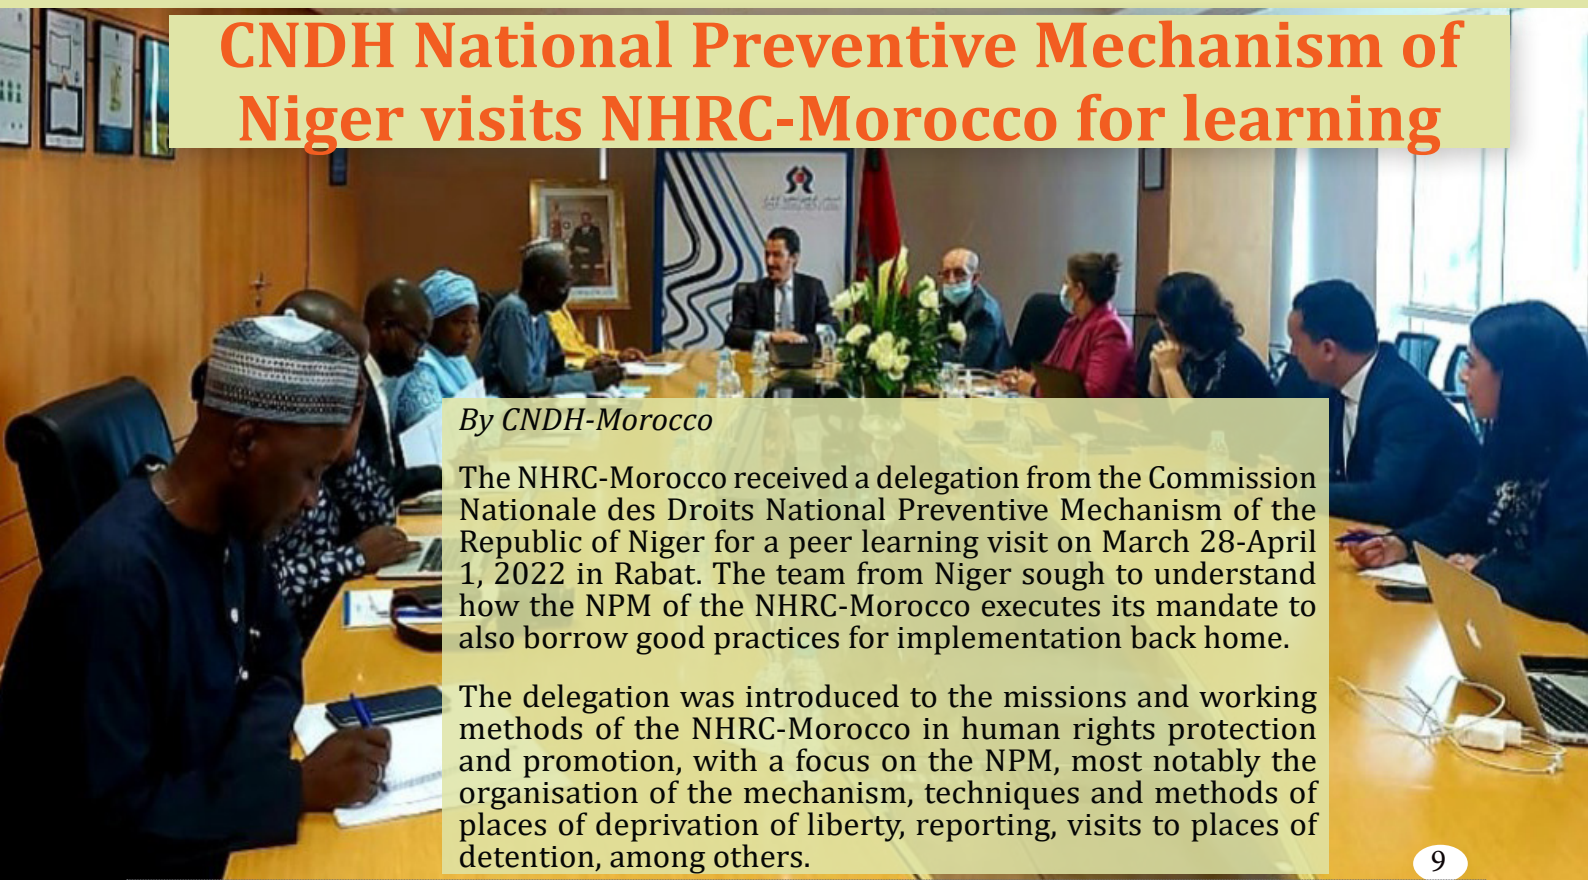 CNDH National Preventive Mechanism of
Niger visits NHRC-Morocco for learning
By CNDH-Morocco
The NHRC-Morocco received a delegation from the Commission
Nationale des Droits National Preventive Mechanism of the
Republic of Niger for a peer learning visit on March 28-April
1, 2022 in Rabat. The team from Niger sough to understand
how the NPM of the NHRC-Morocco executes its mandate to
also borrow good practices for implementation back home.
The delegation was introduced to the missions and working
methods of the NHRC-Morocco in human rights protection
and promotion, with a focus on the NPM, most notably the
organisation of the mechanism, techniques and methods of
places of deprivation of liberty, reporting, visits to places of
detention, among others.
9